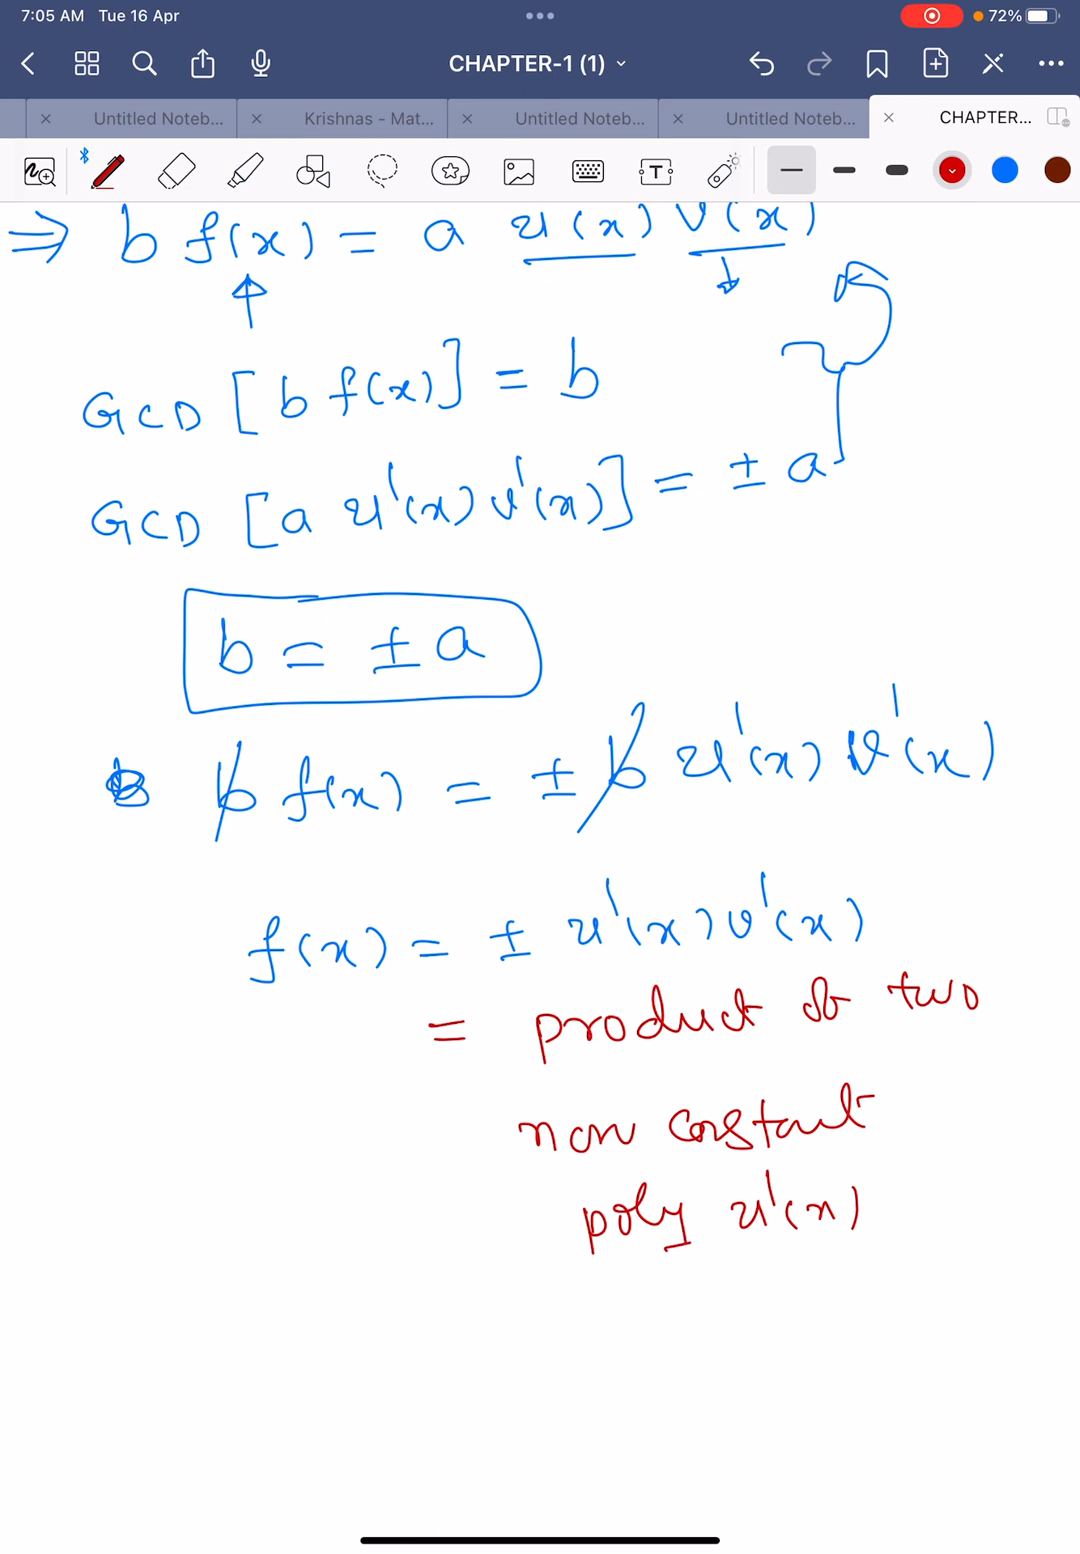 7:05 AM Tue 16 Apr
72%
CHAPTER-1 (1)
Untitled Noteb...
Krishnas - Mat...
Untitled Noteb...
Untitled Noteb...
CHAPTER...
T
⇒ b f(x) = a u(x) v(x)
GCD [b f(x)] = b
GCD [a u'(x) v'(x)] = ± a
b = ± a
b f(x) = ± b u'(x) v'(x)
f(x) = ± u'(x) v'(x)
= product of two
non constant
poly u'(x)